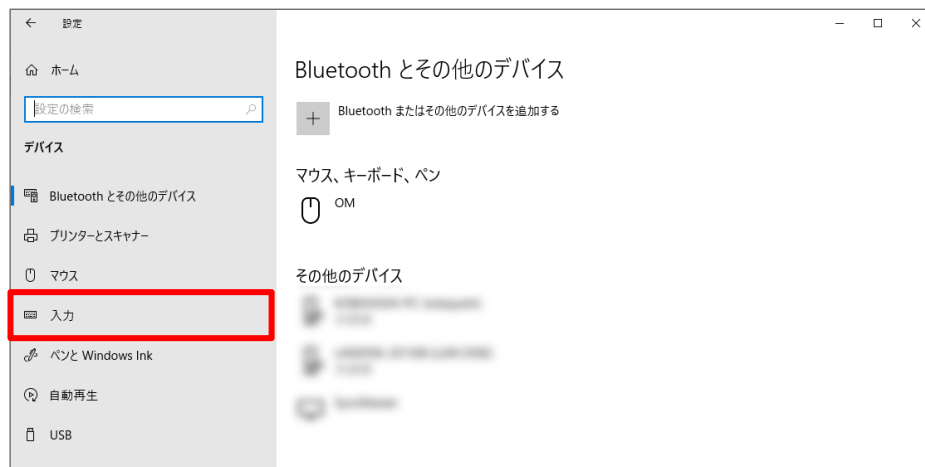 設定
ホーム
設定の検索
デバイス
Bluetooth とその他のデバイス
プリンターとスキャナー
マウス
入力
ペンと Windows Ink
自動再生
USB
Bluetooth とその他のデバイス
Bluetooth またはその他のデバイスを追加する
マウス、キーボード、ペン
OM
その他のデバイス